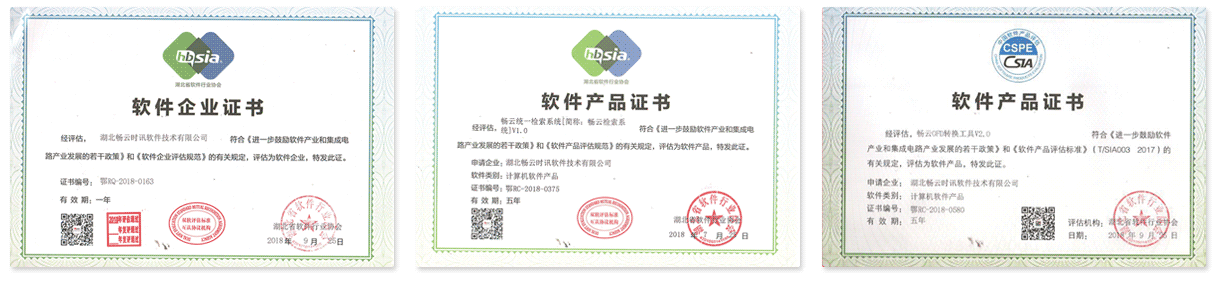 hbsia
湖北省软件行业协会
软件企业证书
经评估, 湖北畅云时讯软件技术有限公司 符合《进一步鼓励软件产业和集成电
路产业发展的若干政策》和《软件企业评估规范》的有关规定，评估为软件企业，特发此证。
证书编号: 鄂RQ-2018-0163
有 效 期: 一年
湖北省软件行业协会
2018年 9月 25日
hbsia
湖北省软件行业协会
软件产品证书
经评估, 畅云统一检索系统[简称: 畅云检索系
统]V1.0 符合《进一步鼓励软件产业和集成电
路产业发展的若干政策》和《软件产品评估规范》的有关规定，评估为软件产品，特发此证。
申请企业: 湖北畅云时讯软件技术有限公司
软件类别: 计算机软件产品
证书编号: 鄂RC-2018-0375
有 效 期: 五年
湖北省软件行业协会
2018年 7月
CSPE
CSIA
软件产品证书
经评估, 畅云OFD转换工具V2.0 符合《进一步鼓励软件
产业和集成电路产业发展的若干政策》和《软件产品评估标准》(T/SIA003 2017)的
有关规定，评估为软件产品，特发此证。
申请企业: 湖北畅云时讯软件技术有限公司
软件类别: 计算机软件产品
证书编号: 鄂RC-2018-0580
有 效 期: 五年
评估机构: 湖北省软件行业协会
日期: 2018年 9月 25日